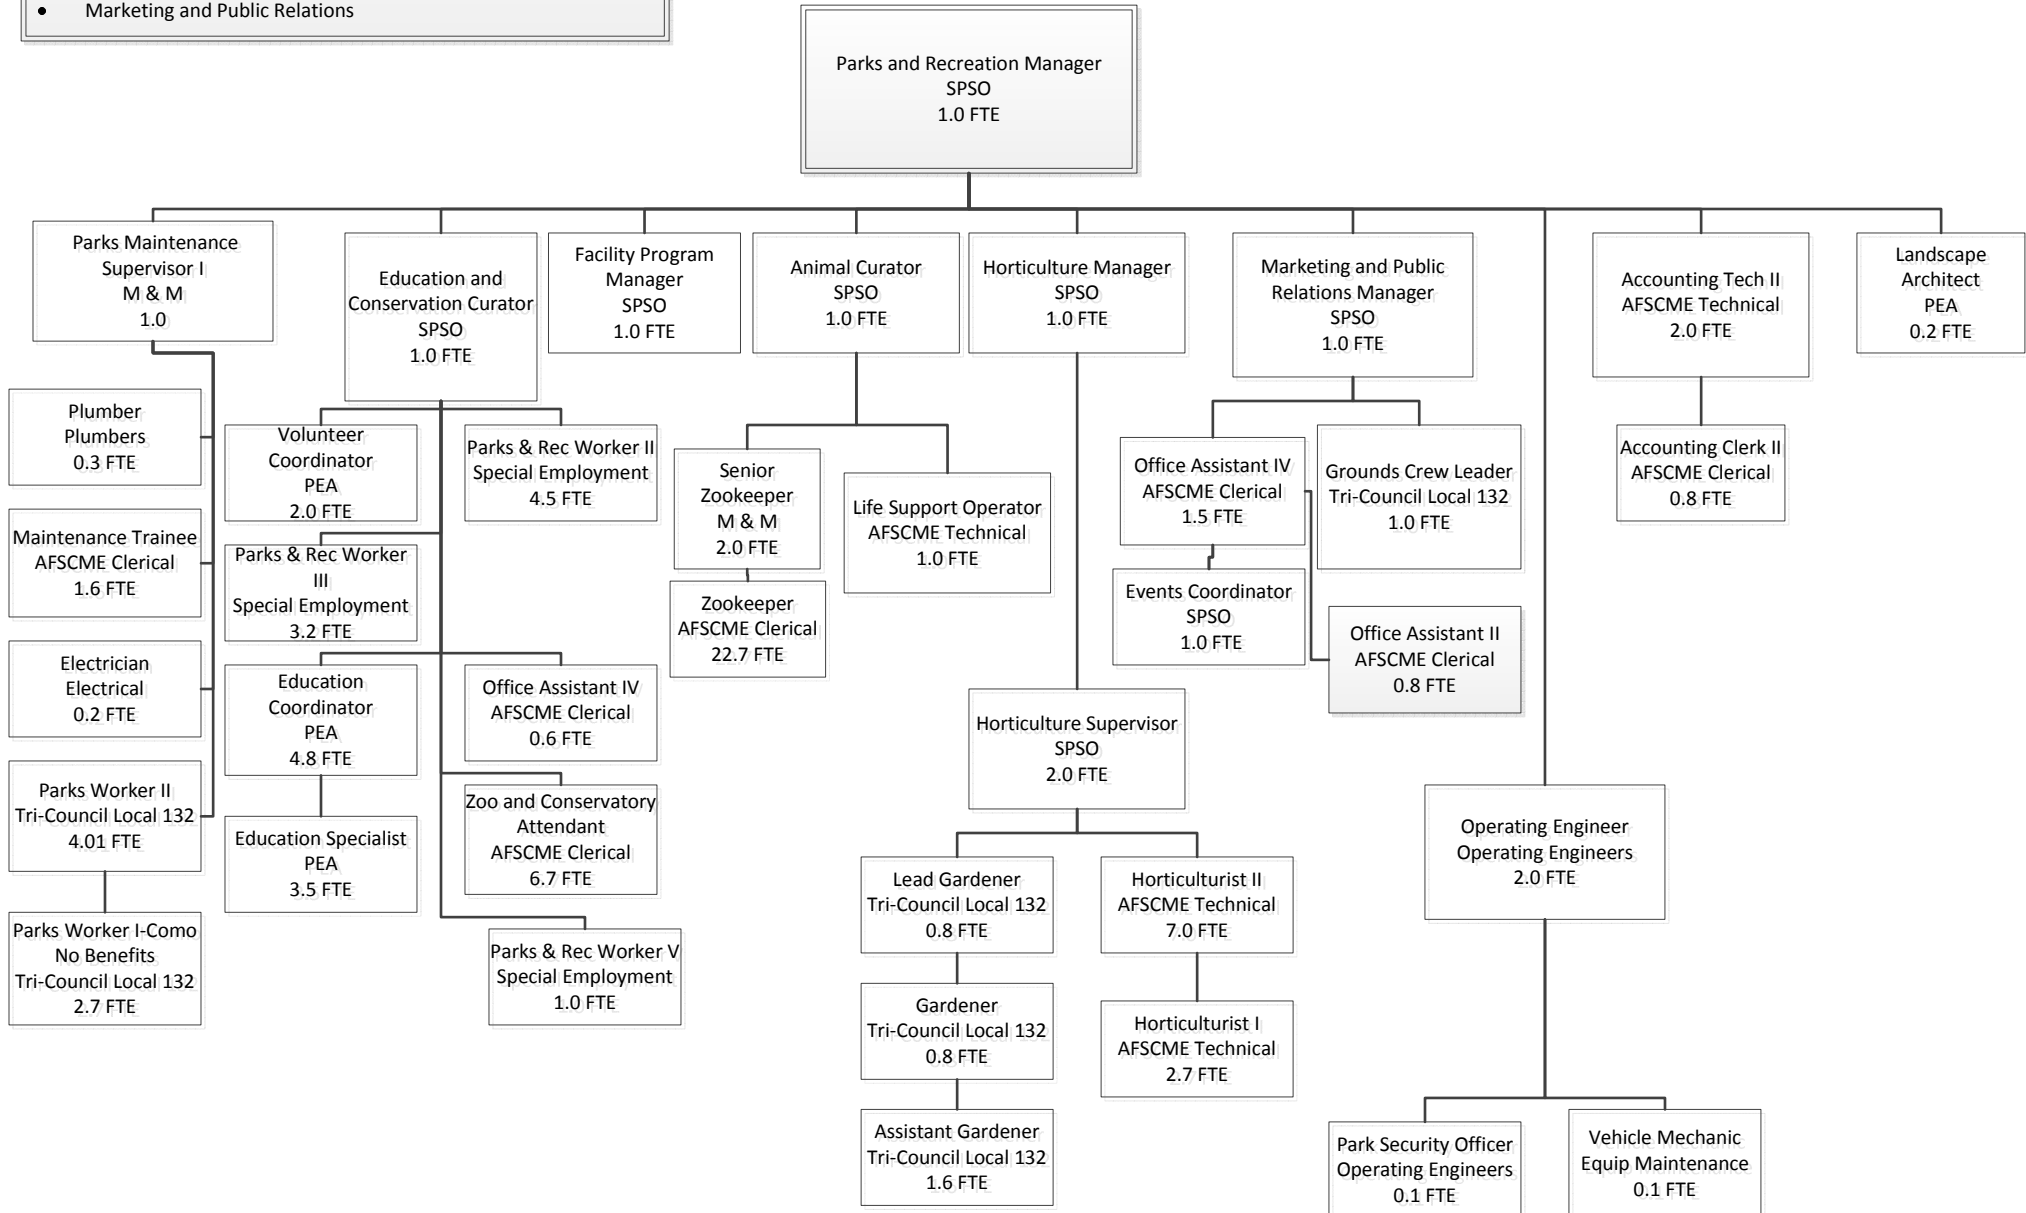 • Marketing and Public Relations
Parks and Recreation Manager
SPSO
1.0 FTE
Parks Maintenance
Supervisor I
M & M
1.0
Education and
Conservation Curator
SPSO
1.0 FTE
Facility Program
Manager
SPSO
1.0 FTE
Animal Curator
SPSO
1.0 FTE
Horticulture Manager
SPSO
1.0 FTE
Marketing and Public
Relations Manager
SPSO
1.0 FTE
Accounting Tech II
AFSCME Technical
2.0 FTE
Landscape
Architect
PEA
0.2 FTE
Plumber
Plumbers
0.3 FTE
Maintenance Trainee
AFSCME Clerical
1.6 FTE
Electrician
Electrical
0.2 FTE
Parks Worker II
Tri-Council Local 132
4.01 FTE
Parks Worker I-Como
No Benefits
Tri-Council Local 132
2.7 FTE
Volunteer
Coordinator
PEA
2.0 FTE
Parks & Rec Worker II
Special Employment
4.5 FTE
Parks & Rec Worker
III
Special Employment
3.2 FTE
Education
Coordinator
PEA
4.8 FTE
Office Assistant IV
AFSCME Clerical
0.6 FTE
Education Specialist
PEA
3.5 FTE
Zoo and Conservatory
Attendant
AFSCME Clerical
6.7 FTE
Parks & Rec Worker V
Special Employment
1.0 FTE
Senior
Zookeeper
M & M
2.0 FTE
Zookeeper
AFSCME Clerical
22.7 FTE
Life Support Operator
AFSCME Technical
1.0 FTE
Horticulture Supervisor
SPSO
2.0 FTE
Lead Gardener
Tri-Council Local 132
0.8 FTE
Gardener
Tri-Council Local 132
0.8 FTE
Assistant Gardener
Tri-Council Local 132
1.6 FTE
Horticulturist II
AFSCME Technical
7.0 FTE
Horticulturist I
AFSCME Technical
2.7 FTE
Office Assistant IV
AFSCME Clerical
1.5 FTE
Events Coordinator
SPSO
1.0 FTE
Grounds Crew Leader
Tri-Council Local 132
1.0 FTE
Office Assistant II
AFSCME Clerical
0.8 FTE
Operating Engineer
Operating Engineers
2.0 FTE
Park Security Officer
Operating Engineers
0.1 FTE
Vehicle Mechanic
Equip Maintenance
0.1 FTE
Accounting Clerk II
AFSCME Clerical
0.8 FTE